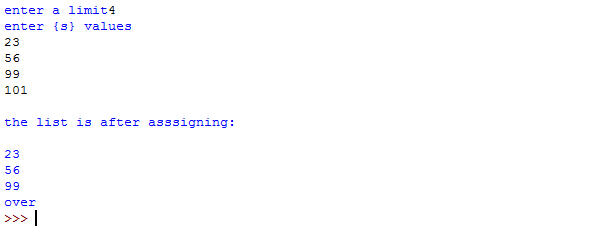 enter a limit4
enter {s} values
23
56
99
101
the list is after asssigning:
23
56
99
over
>>>